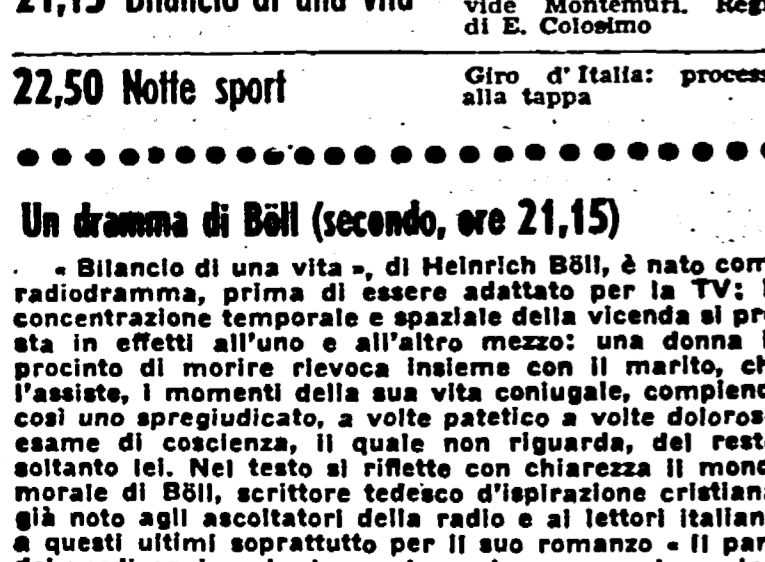 21,15 Bilancio di una vita
vide Montemuri. Regi
di E. Colosimo
22,50 Notte sport
Giro d'Italia: process
alla tappa
Un dramma di Böll (secondo, ore 21,15)
« Bilancio di una vita », di Heinrich Böll, è nato com
radiodramma, prima di essere adattato per la TV:
concentrazione temporale e spaziale della vicenda si pre
sta in effetti all'uno e all'altro mezzo: una donna i
procinto di morire rievoca insieme con il marito, ch
l'assiste, i momenti della sua vita coniugale, compiend
così uno spregiudicato, a volte patetico a volte doloros
esame di coscienza, il quale non riguarda, del rest
soltanto lei. Nel testo si riflette con chiarezza il mond
morale di Böll, scrittore tedesco d'ispirazione cristian
già noto agli ascoltatori della radio e ai lettori italian
a questi ultimi soprattutto per il suo romanzo « Il pan